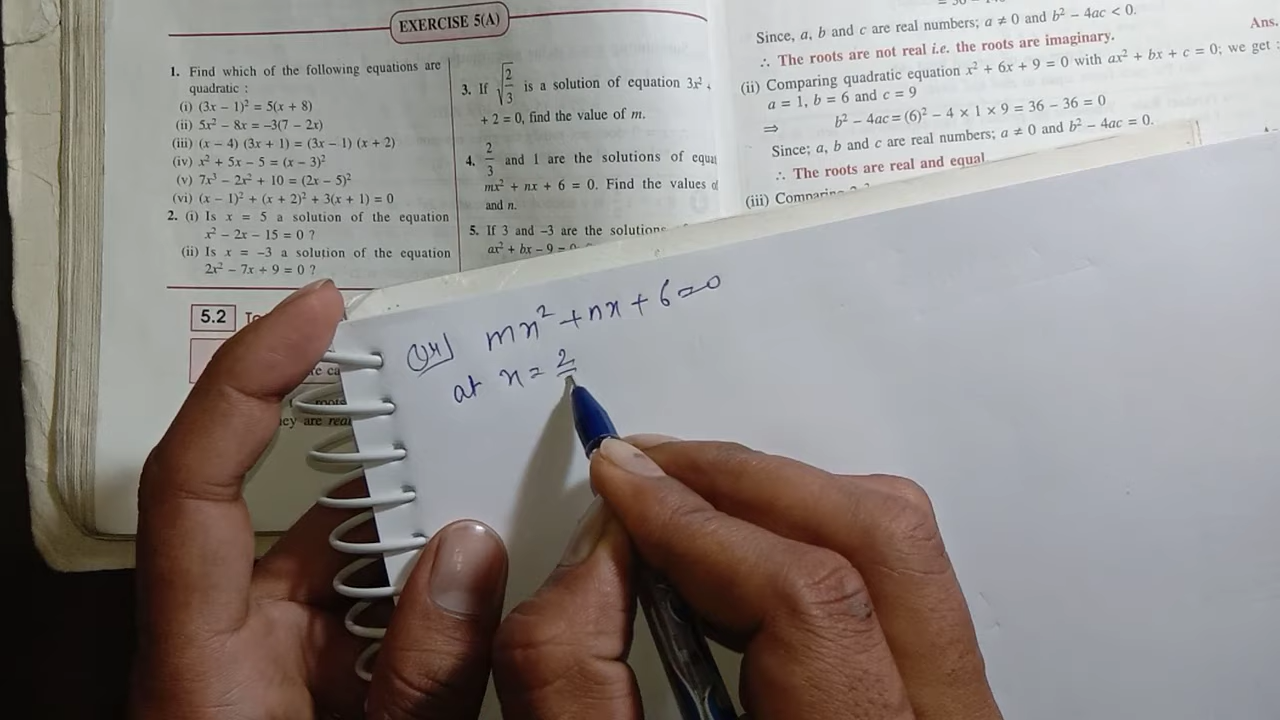 EXERCISE 5(A)
1. Find which of the following equations are
quadratic :
(i) (3x – 1)² = 5(x + 8)
(ii) 5x² – 8x = –3(7 – 2x)
(iii) (x – 4) (3x + 1) = (3x – 1) (x + 2)
(iv) x² + 5x – 5 = (x – 3)²
(v) 7x³ – 2x² + 10 = (2x – 5)²
(vi) (x – 1)² + (x + 2)² + 3(x + 1) = 0
2. (i) Is x = 5 a solution of the equation
x² – 2x – 15 = 0 ?
(ii) Is x = –3 a solution of the equation
2x² – 7x + 9 = 0 ?
3. If √(2/3) is a solution of equation 3x²
+ 2 = 0, find the value of m.
4. 2/3 and 1 are the solutions of
mx² + nx + 6 = 0. Find the values
and n.
5. If 3 and –3 are the solutions
ax² + bx – 9 =
5.2
Since, a, b and c are real numbers; a ≠ 0 and b² – 4ac < 0.
∴ The roots are not real i.e. the roots are imaginary.
Ans.
(ii) Comparing quadratic equation x² + 6x + 9 = 0 with ax² + bx + c = 0; we get :
a = 1, b = 6 and c = 9
⇒ b² – 4ac = (6)² – 4 × 1 × 9 = 36 – 36 = 0
Since; a, b and c are real numbers; a ≠ 0 and b² – 4ac = 0.
∴ The roots are real and equal
(iii)
they are real
Q4] mx² + nx + 6 = 0
at x = 2